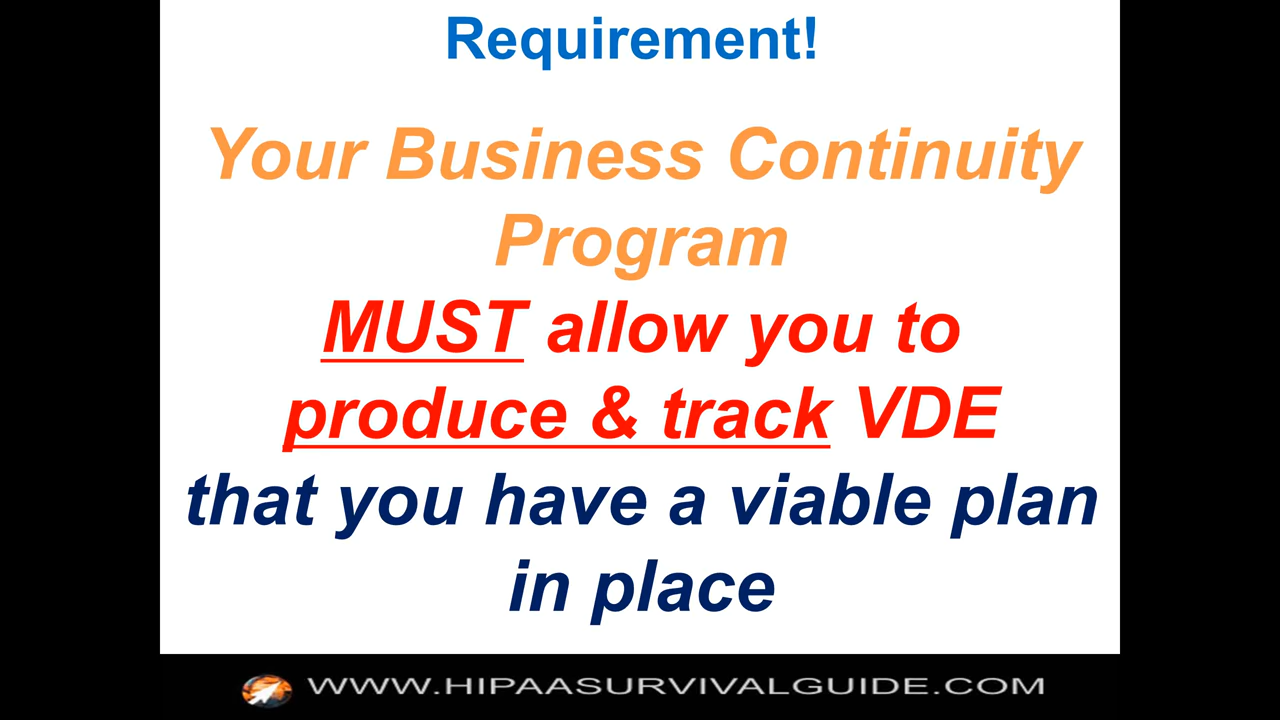 Requirement!
Your Business Continuity
Program
MUST allow you to
produce & track VDE
that you have a viable plan
in place
WWW.HIPAASURVIVALGUIDE.COM